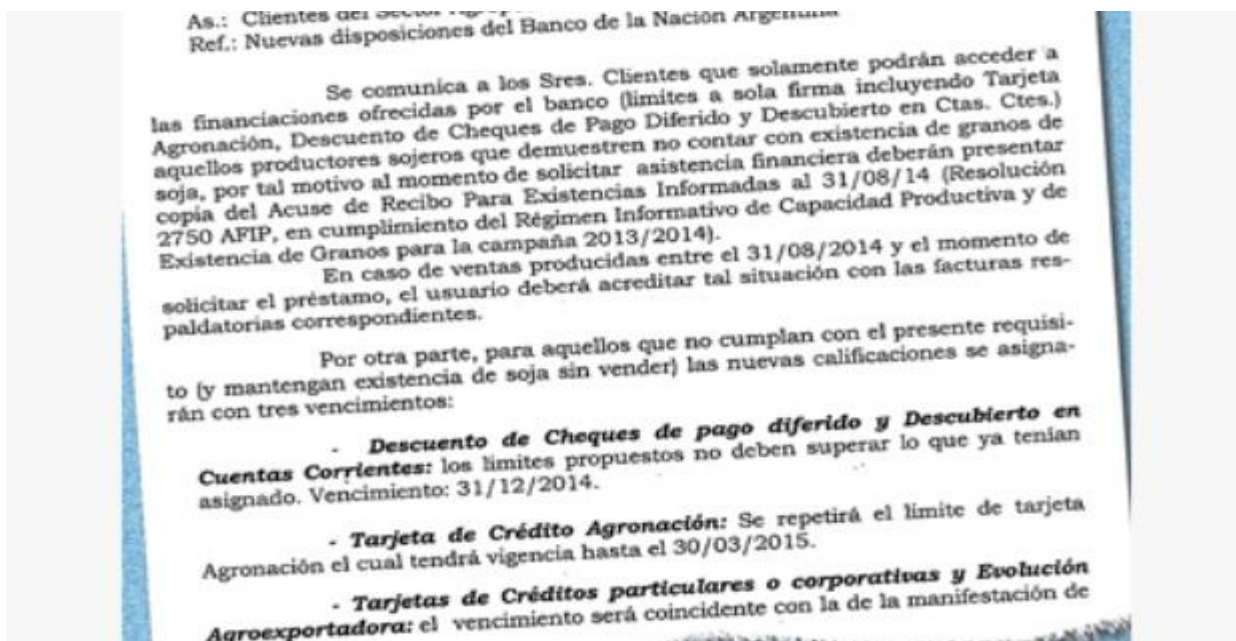 As.: Clientes del Sector
Ref.: Nuevas disposiciones del Banco de la Nación Argentina
Se comunica a los Sres. Clientes que solamente podrán acceder a
las financiaciones ofrecidas por el banco (limites a sola firma incluyendo Tarjeta
Agronación, Descuento de Cheques de Pago Diferido y Descubierto en Ctas. Ctes.)
aquellos productores sojeros que demuestren no contar con existencia de granos de
soja, por tal motivo al momento de solicitar asistencia financiera deberán presentar
copia del Acuse de Recibo Para Existencias Informadas al 31/08/14 (Resolución
2750 AFIP, en cumplimiento del Régimen Informativo de Capacidad Productiva y de
Existencia de Granos para la campaña 2013/2014).
En caso de ventas producidas entre el 31/08/2014 y el momento de
solicitar el préstamo, el usuario deberá acreditar tal situación con las facturas res-
paldatorias correspondientes.
Por otra parte, para aquellos que no cumplan con el presente requisi-
to (y mantengan existencia de soja sin vender) las nuevas calificaciones se asigna-
rán con tres vencimientos:
- Descuento de Cheques de pago diferido y Descubierto en
Cuentas Corrientes: los limites propuestos no deben superar lo que ya tenían
asignado. Vencimiento: 31/12/2014.
- Tarjeta de Crédito Agronación: Se repetirá el limite de tarjeta
Agronación el cual tendrá vigencia hasta el 30/03/2015.
- Tarjetas de Créditos particulares o corporativas y Evolución
Agroexportadora: el vencimiento será coincidente con la de la manifestación de